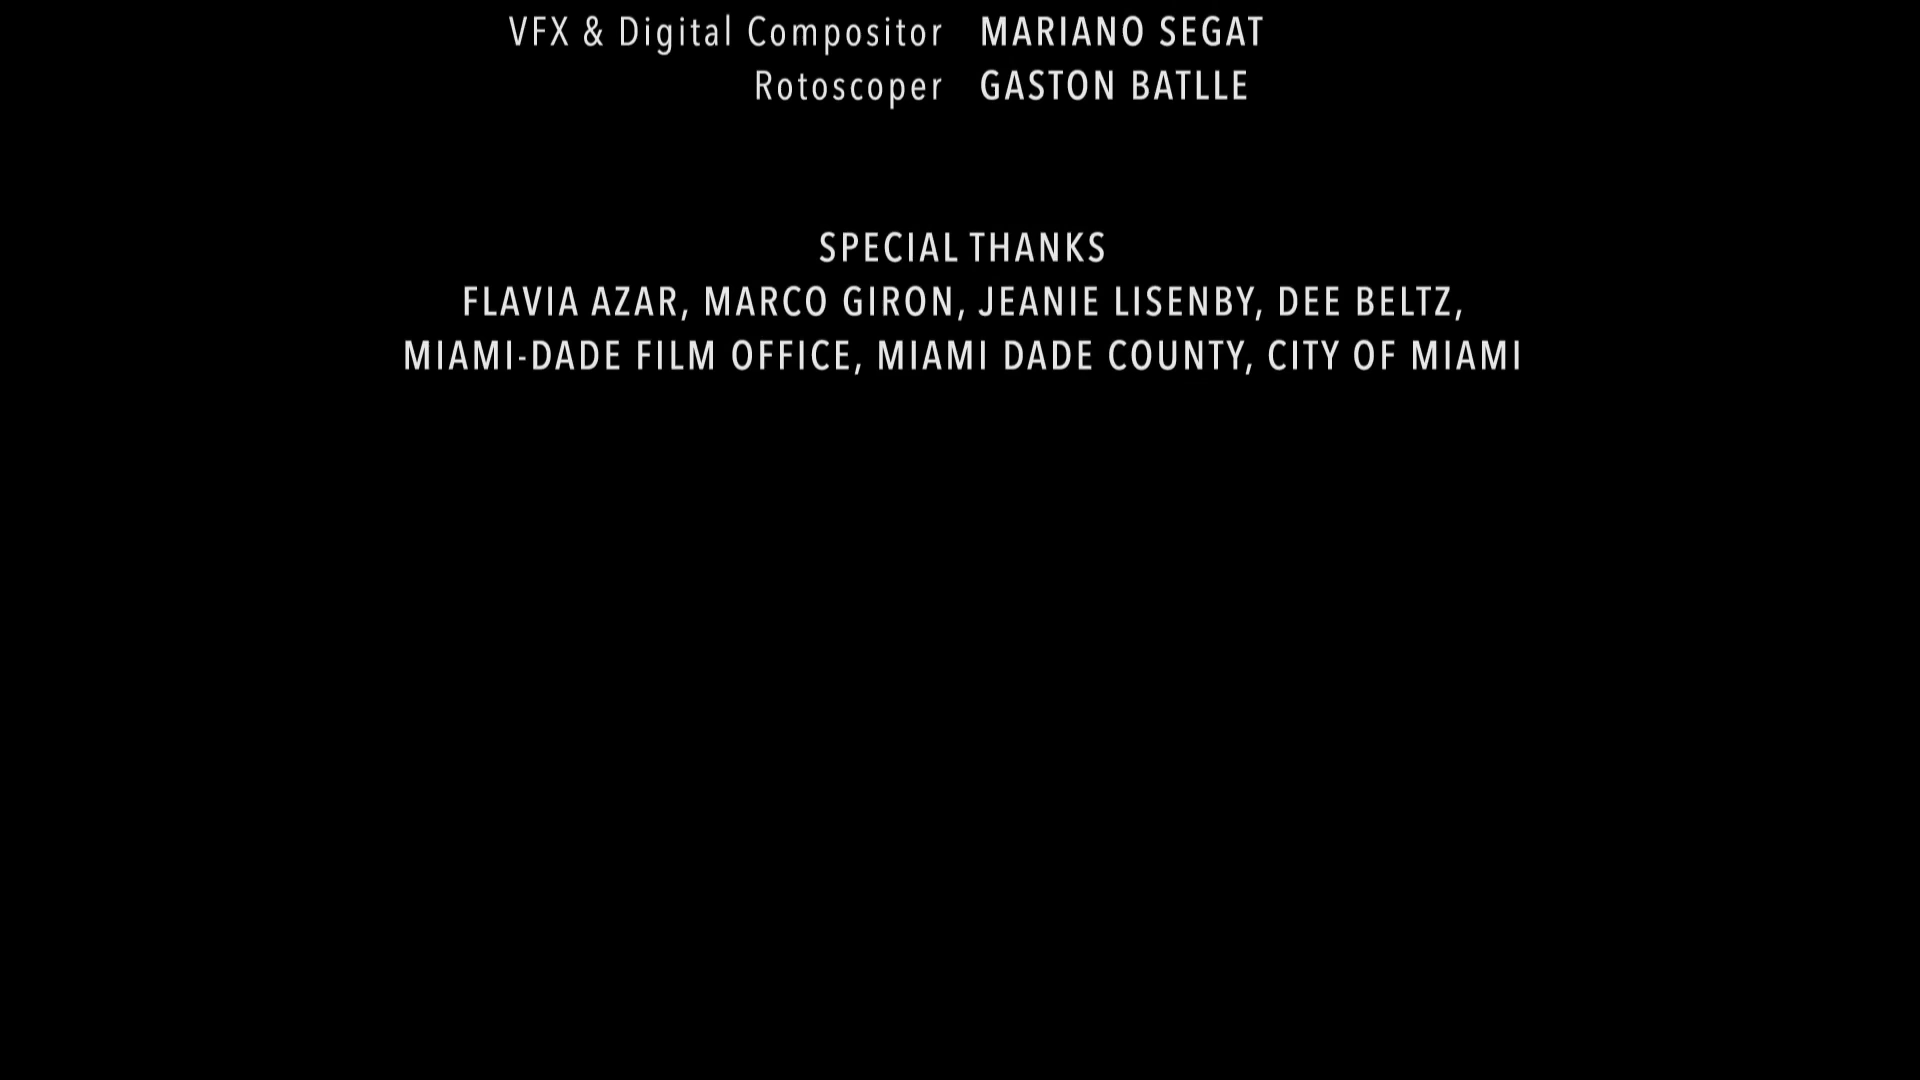 VFX & Digital Compositor MARIANO SEGAT
Rotoscoper GASTON BATLLE
SPECIAL THANKS
FLAVIA AZAR, MARCO GIRON, JEANIE LISENBY, DEE BELTZ,
MIAMI-DADE FILM OFFICE, MIAMI DADE COUNTY, CITY OF MIAMI